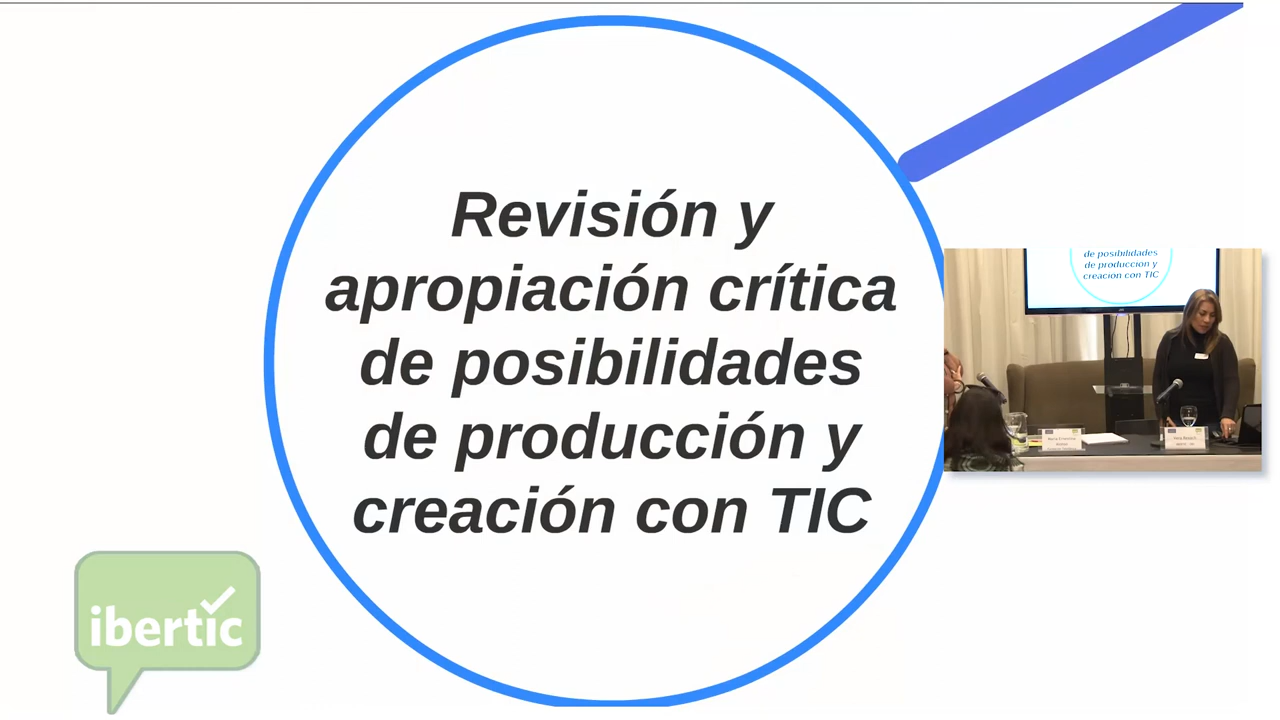 Revisión y
apropiación crítica
de posibilidades
de producción y
creación con TIC
de posibilidades
de producción y
creación con TIC
ibertic